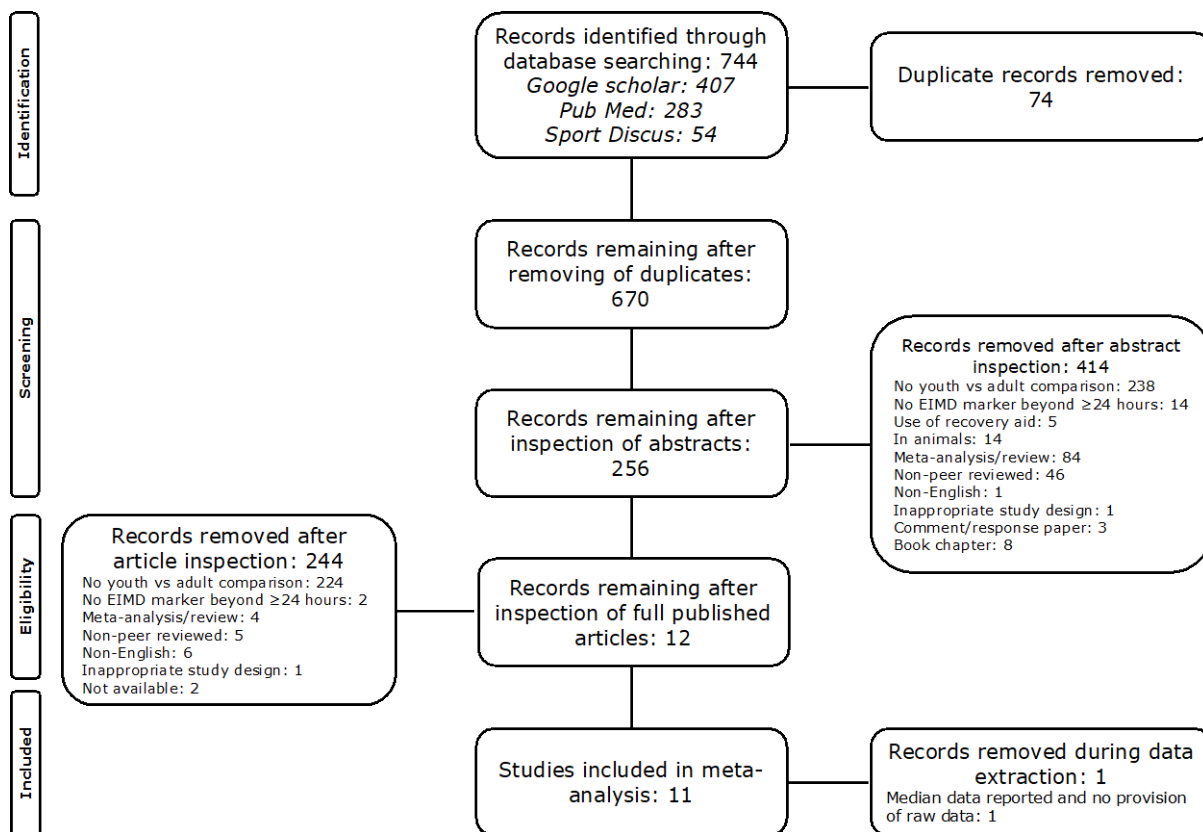 Identification
Records identified through
database searching: 744
Google scholar: 407
Pub Med: 283
Sport Discus: 54
Duplicate records removed:
74
Screening
Records remaining after
removing of duplicates:
670
Records remaining after
inspection of abstracts:
256
Records removed after abstract
inspection: 414
No youth vs adult comparison: 238
No EIMD marker beyond ≥24 hours: 14
Use of recovery aid: 5
In animals: 14
Meta-analysis/review: 84
Non-peer reviewed: 46
Non-English: 1
Inappropriate study design: 1
Comment/response paper: 3
Book chapter: 8
Eligibility
Records removed after
article inspection: 244
No youth vs adult comparison: 224
No EIMD marker beyond ≥24 hours: 2
Meta-analysis/review: 4
Non-peer reviewed: 5
Non-English: 6
Inappropriate study design: 1
Not available: 2
Records remaining after
inspection of full published
articles: 12
Included
Studies included in meta-
analysis: 11
Records removed during data
extraction: 1
Median data reported and no provision
of raw data: 1